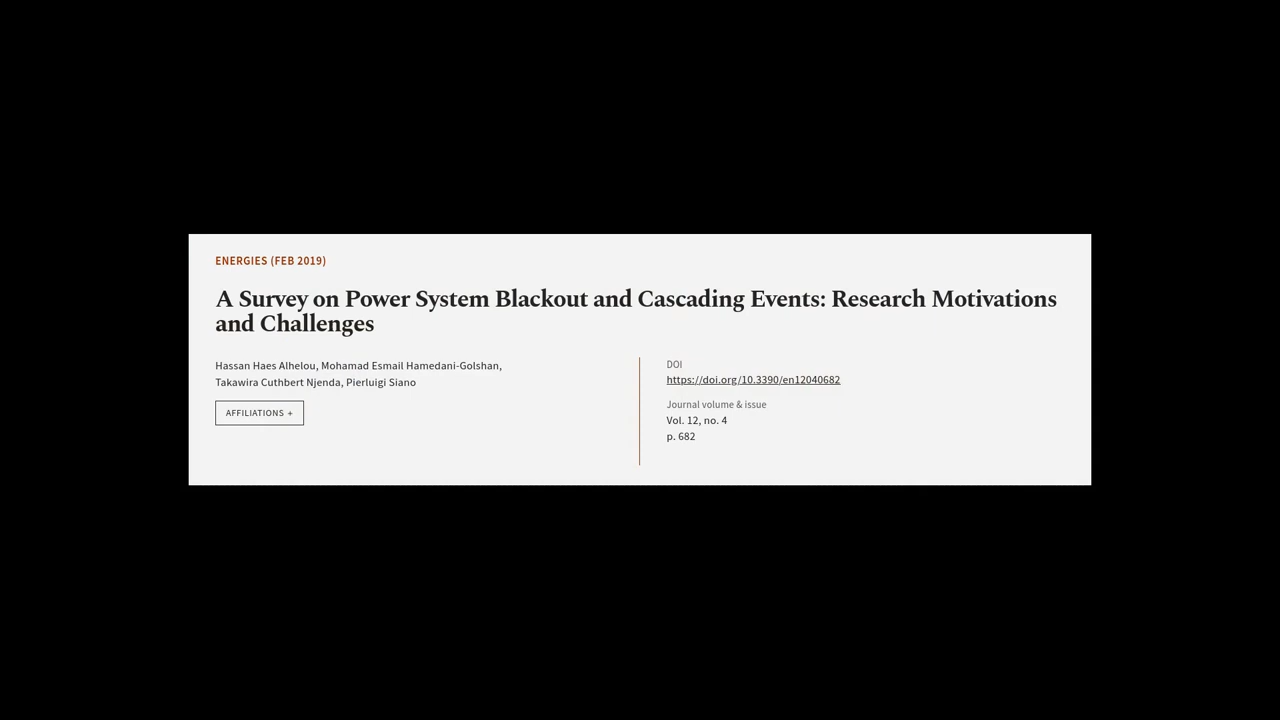 ENERGIES (FEB 2019)
A Survey on Power System Blackout and Cascading Events: Research Motivations
and Challenges
Hassan Haes Alhelou, Mohamad Esmail Hamedani-Golshan,
Takawira Cuthbert Njenda, Pierluigi Siano
AFFILIATIONS +
DOI
https://doi.org/10.3390/en12040682
Journal volume & issue
Vol. 12, no. 4
p. 682